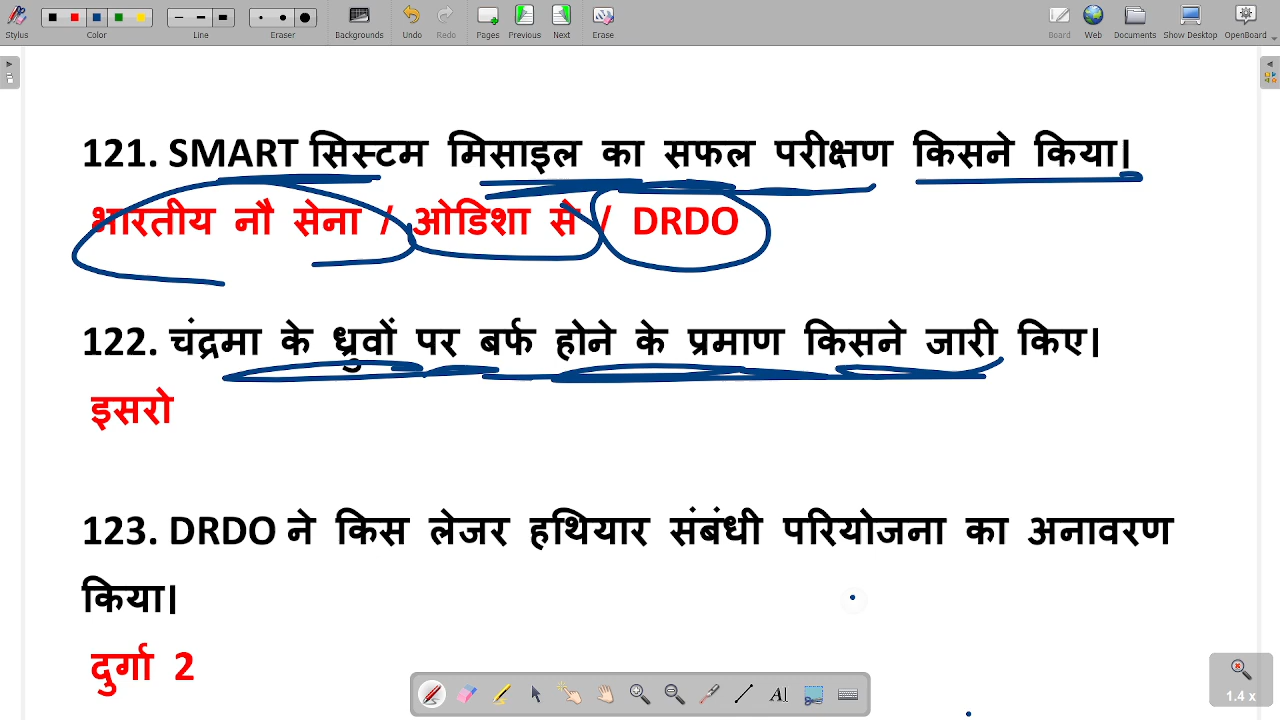 Stylus Color Line Eraser Backgrounds Undo Redo Pages Previous Next Erase Board Web Documents Show Desktop OpenBoard
121. SMART सिस्टम मिसाइल का सफल परीक्षण किसने किया।
भारतीय नौ सेना / ओडिशा से / DRDO
122. चंद्रमा के ध्रुवों पर बर्फ होने के प्रमाण किसने जारी किए।
इसरो
123. DRDO ने किस लेजर हथियार संबंधी परियोजना का अनावरण
किया।
दुर्गा 2
1.4 x